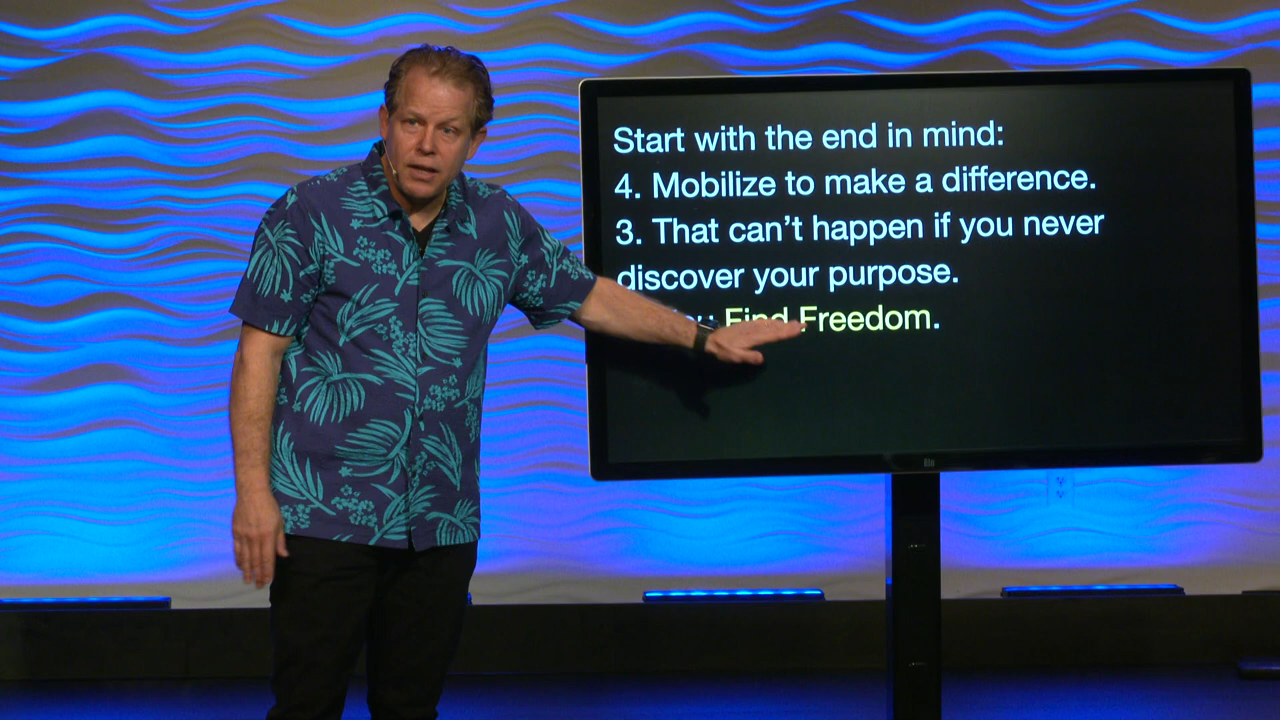 Start with the end in mind:
4. Mobilize to make a difference.
3. That can't happen if you never
discover your purpose.
Find Freedom.
elo